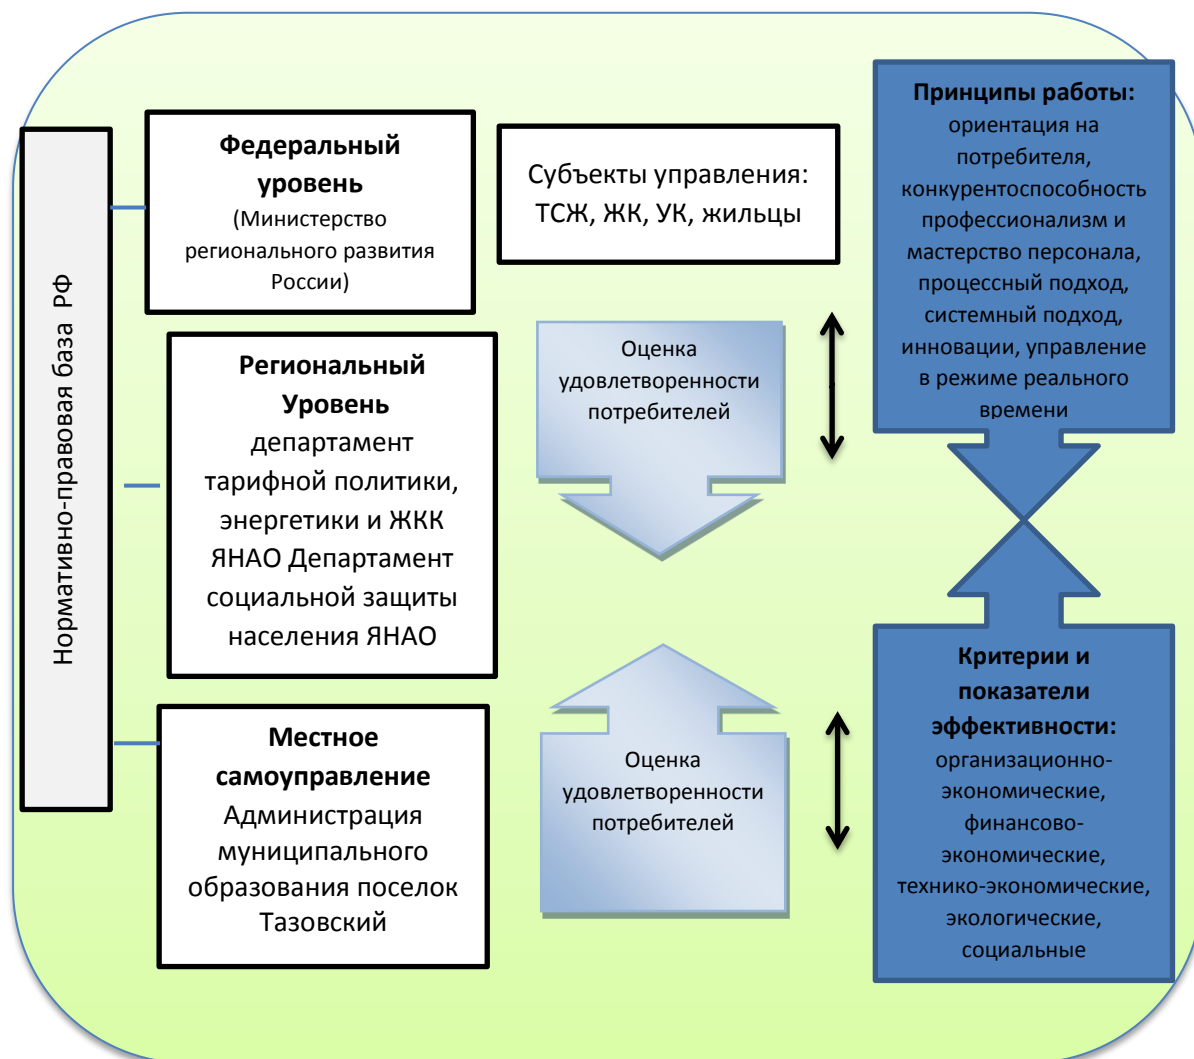 Нормативно-правовая база РФ
Федеральный
уровень
(Министерство
регионального развития
России)
Региональный
Уровень
департамент
тарифной политики,
энергетики и ЖКК
ЯНАО Департамент
социальной защиты
населения ЯНАО
Местное
самоуправление
Администрация
муниципального
образования поселок
Тазовский
Субъекты управления:
ТСЖ, ЖК, УК, жильцы
Оценка
удовлетворенности
потребителей
Оценка
удовлетворенности
потребителей
Принципы работы:
ориентация на
потребителя,
конкурентоспособность
профессионализм и
мастерство персонала,
процессный подход,
системный подход,
инновации, управление
в режиме реального
времени
Критерии и
показатели
эффективности:
организационно-
экономические,
финансово-
экономические,
технико-экономические,
экологические,
социальные